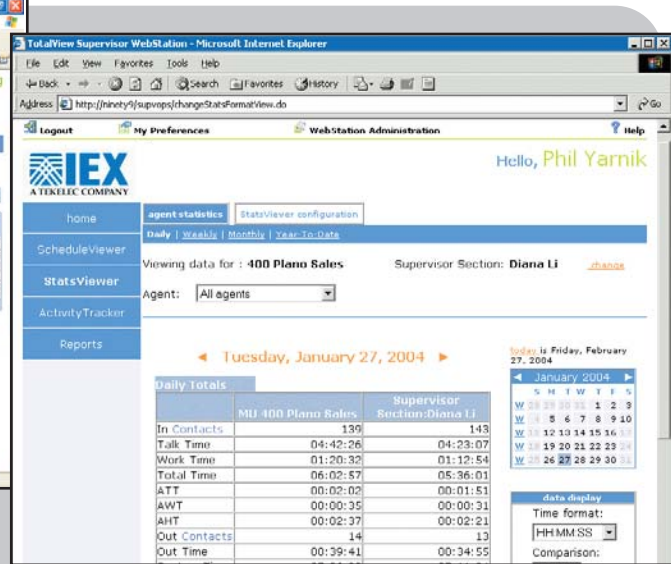 TotalView Supervisor WebStation - Microsoft Internet Explorer
File Edit View Favorites Tools Help
Back Search Favorites History
Address http://ninety9/supvops/changeStatsFormatView.do Go
Logout My Preferences WebStation Administration Help
Hello, Phil Yarnik
IEX
A TEKELEC COMPANY
home
ScheduleViewer
StatsViewer
ActivityTracker
Reports
agent statistics StatsViewer configuration
Daily | Weekly | Monthly | Year-To-Date
Viewing data for : 400 Plano Sales Supervisor Section: Diana Li change
Agent: All agents
Tuesday, January 27, 2004
today is Friday, February
27, 2004
January 2004
S M T W T F S
W 28 29 30 31 1 2 3
W 4 5 6 7 8 9 10
W 11 12 13 14 15 16 17
W 18 19 20 21 22 23 24
W 25 26 27 28 29 30 31
Daily Totals
MU 400 Plano Sales Supervisor Section:Diana Li
In Contacts 139 143
Talk Time 04:42:26 04:23:07
Work Time 01:20:32 01:12:54
Total Time 06:02:57 05:36:01
ATT 00:02:02 00:01:51
AWT 00:00:35 00:00:31
AHT 00:02:37 00:02:21
Out Contacts 14 13
Out Time 00:39:41 00:34:55
data display
Time format:
HH:MM:SS
Comparison: